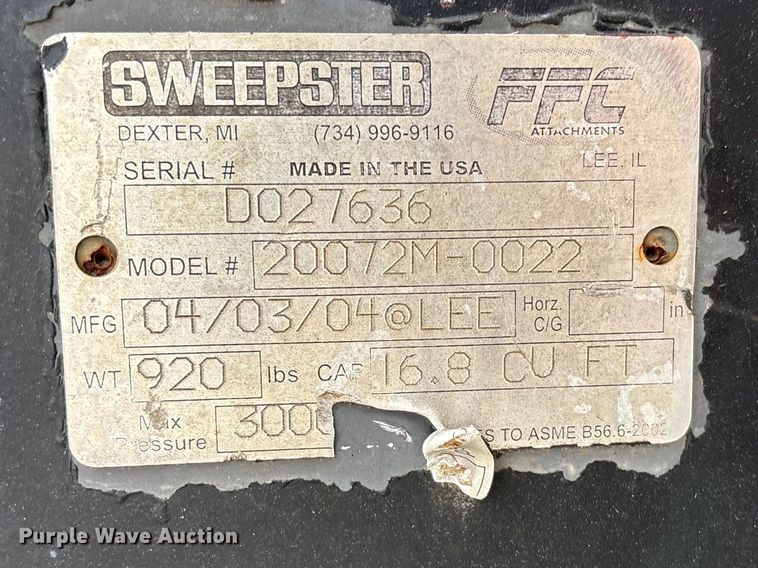 SWEEPSTER
FFC
ATTACHMENTS
DEXTER, MI (734) 996-9116
LEE, IL
SERIAL # MADE IN THE USA
D027636
MODEL # 20072M-0022
MFG 04/03/04@LEE Horz. C/G in
WT 920 lbs CAP 16.8 CU FT
Max Pressure 3000
TO ASME B56.6-2002
Purple Wave Auction